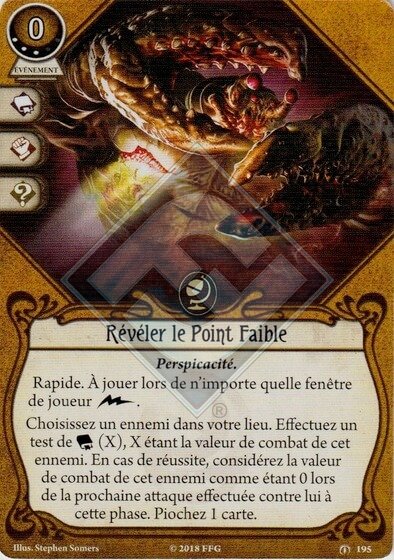 0
ÉVÉNEMENT
?
Révéler le Point Faible
Perspicacité.
Rapide. À jouer lors de n'importe quelle fenêtre
de joueur
®
Choisissez un ennemi dans votre lieu. Effectuez un
test de (X), X étant la valeur de combat de cet
ennemi. En cas de réussite, considérez la valeur
de combat de cet ennemi comme étant 0 lors
de la prochaine attaque effectuée contre lui à
cette phase. Piochez 1 carte.
Illus. Stephen Somers © 2018 FFG 195